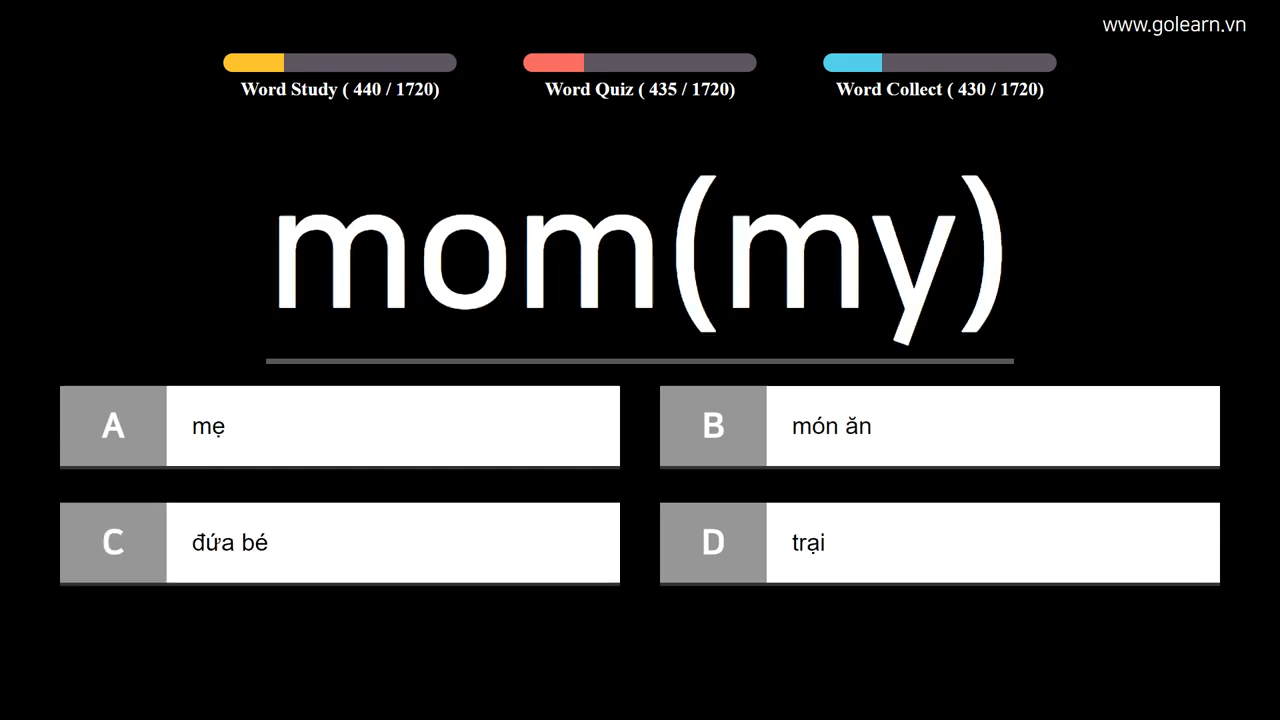 www.golearn.vn
Word Study ( 440 / 1720)
Word Quiz ( 435 / 1720)
Word Collect ( 430 / 1720)
mom(my)
A mẹ
B món ăn
C đứa bé
D trại